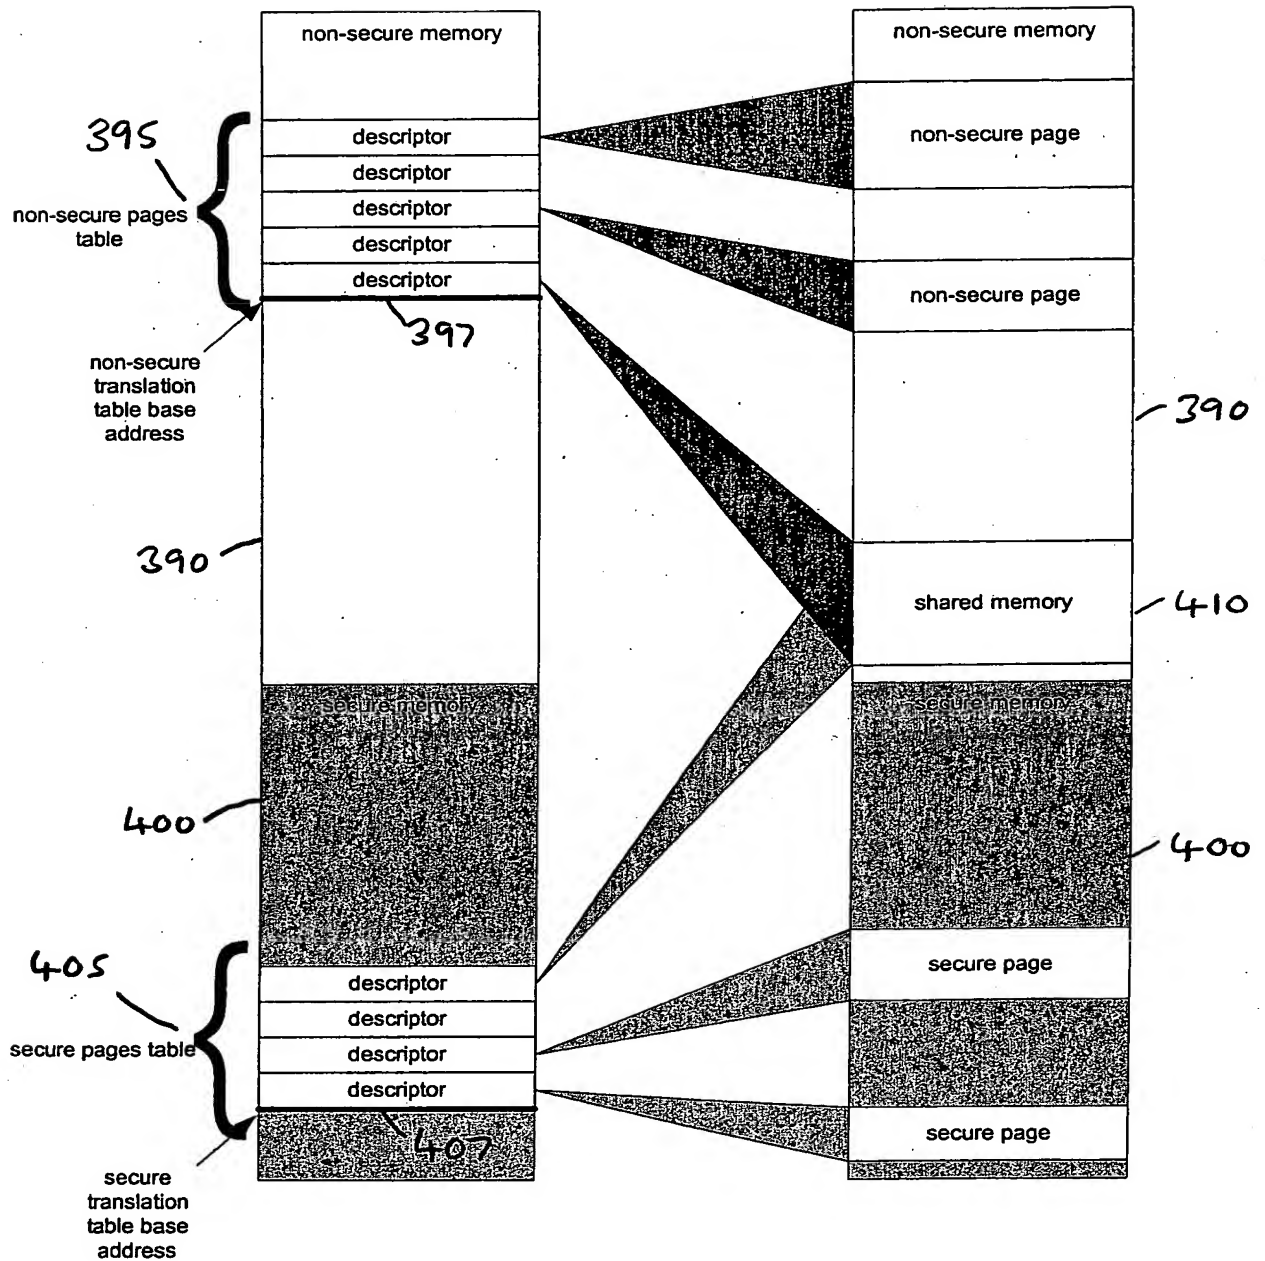 non-secure memory
non-secure memory
395
descriptor
non-secure page
descriptor
descriptor
non-secure pages
table
descriptor
descriptor
non-secure page
397
non-secure
translation
table base
address
390
390
shared memory
410
secure memory
secure memory
400
400
405
secure page
descriptor
descriptor
secure pages table
descriptor
descriptor
secure page
407
secure
translation
table base
address